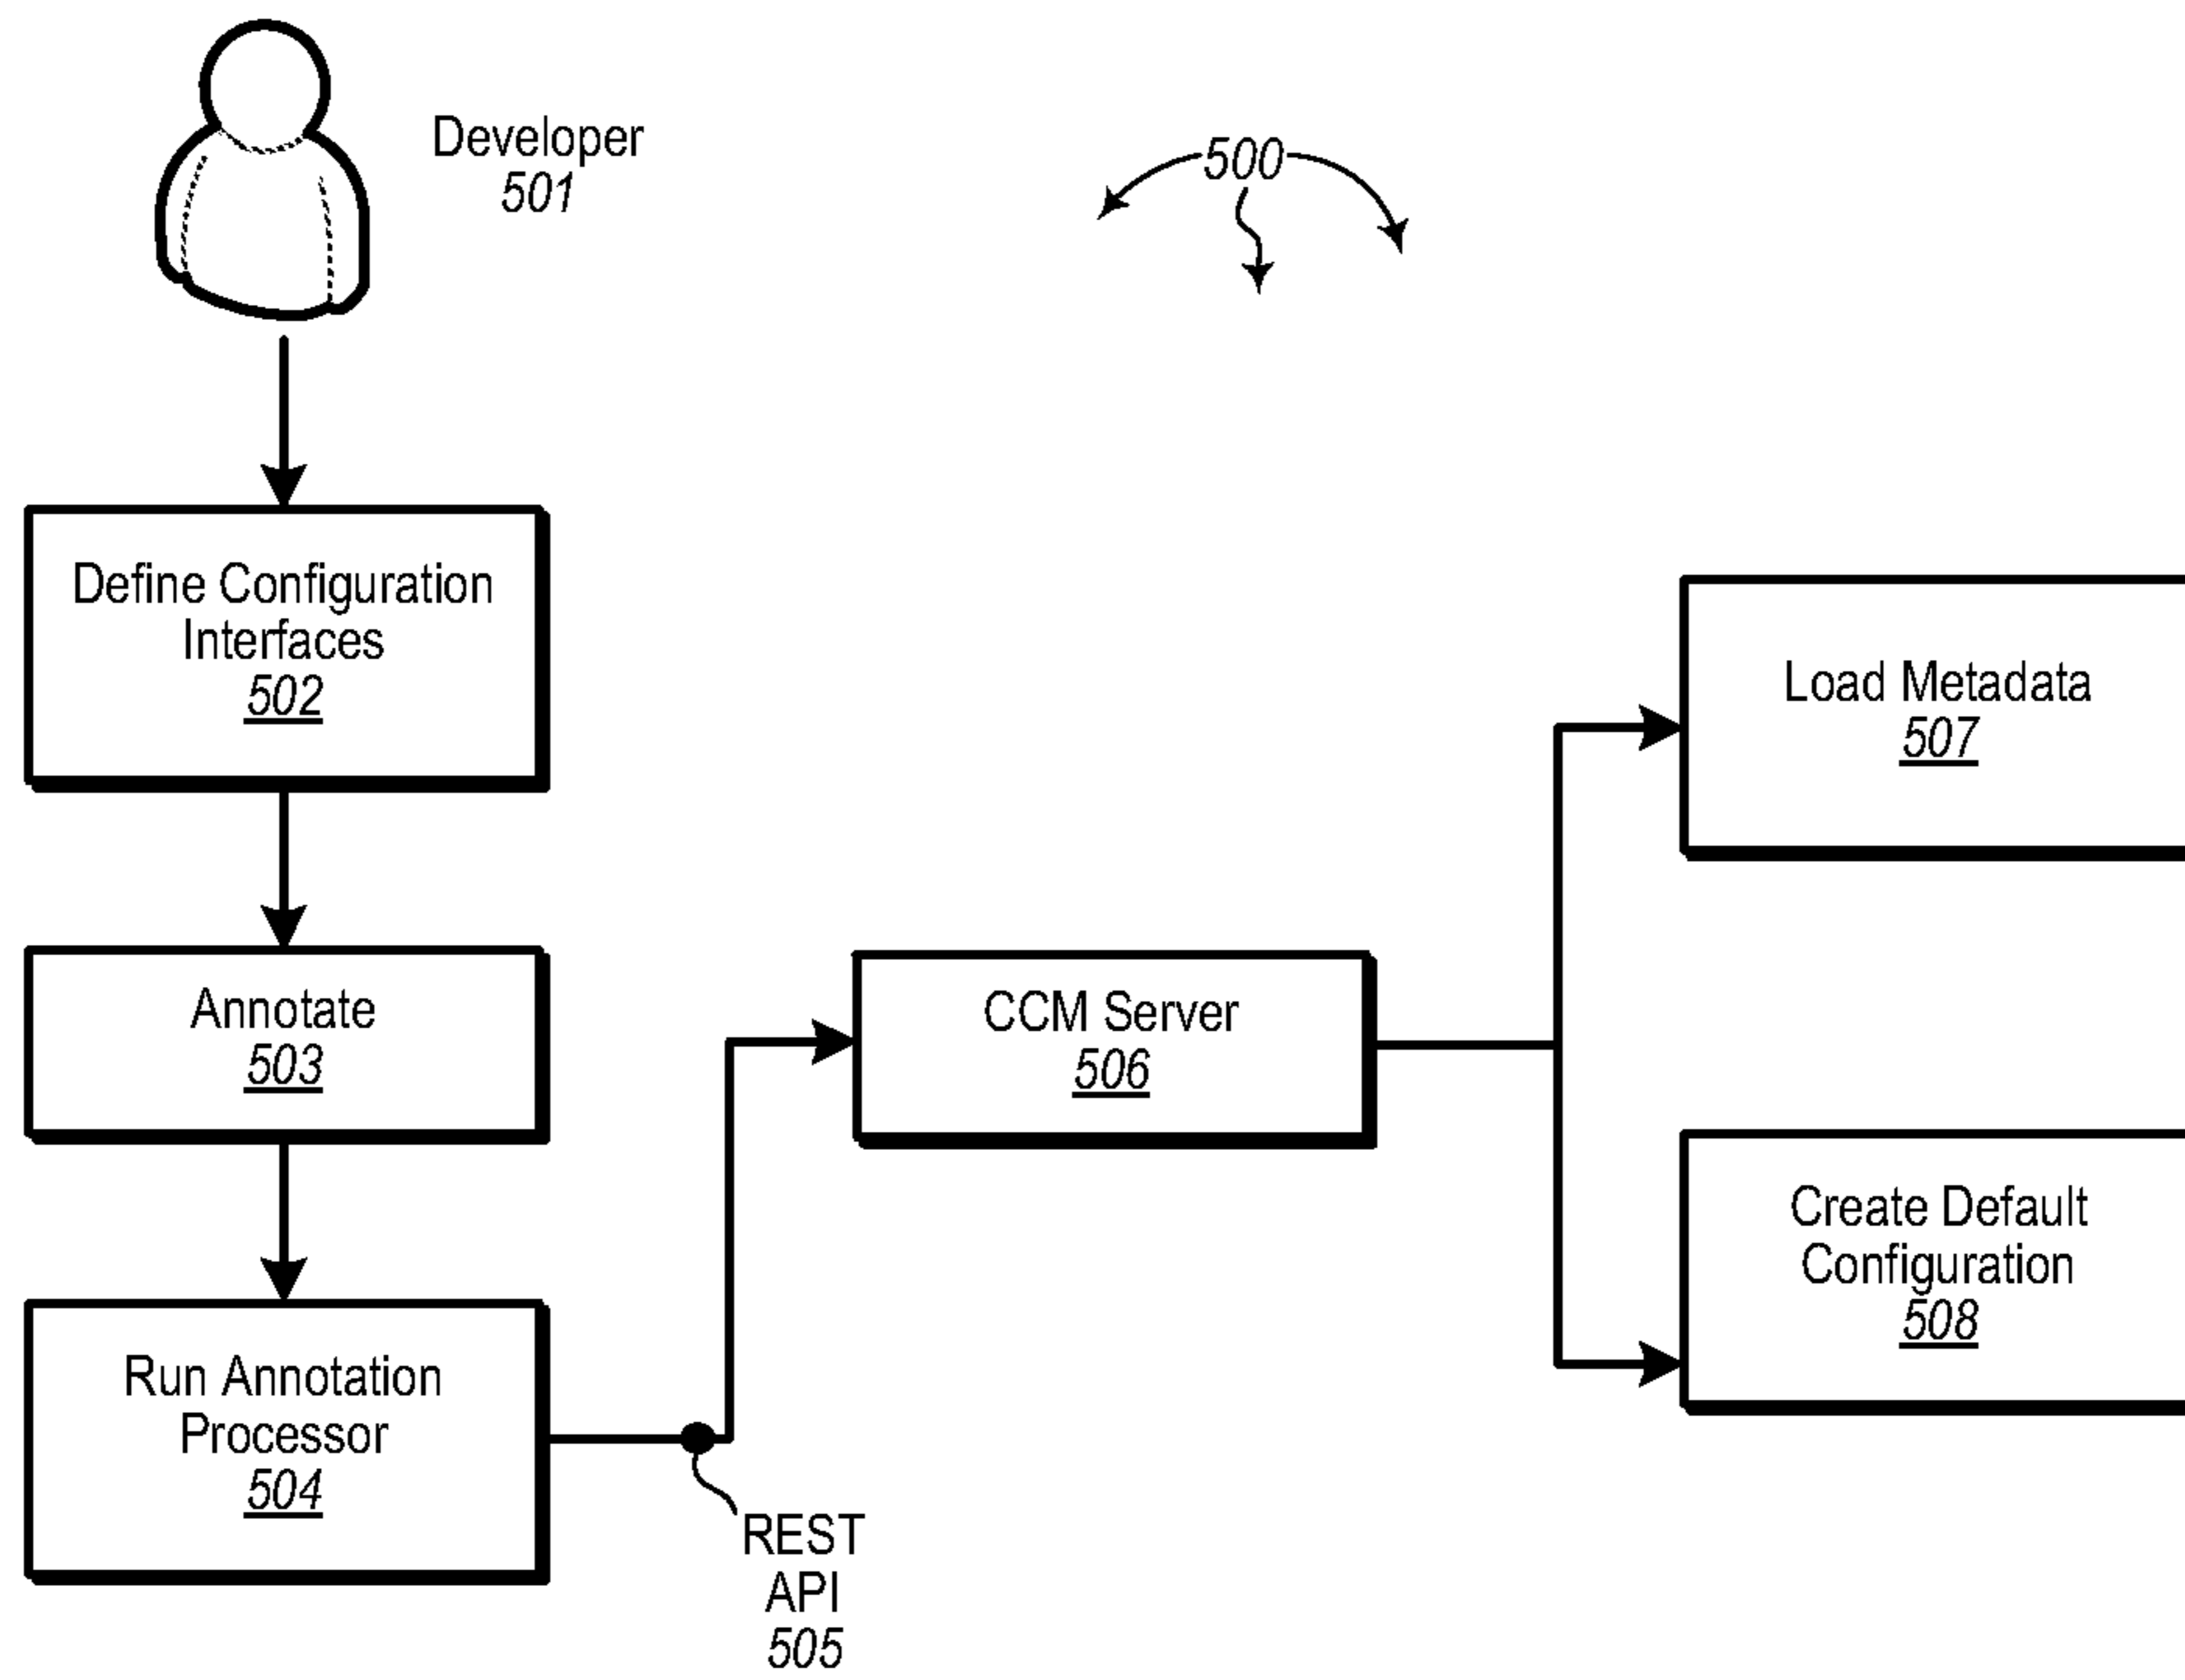 Developer
501
500
Define Configuration
Interfaces
502
Annotate
503
Run Annotation
Processor
504
REST
API
505
CCM Server
506
Load Metadata
507
Create Default
Configuration
508